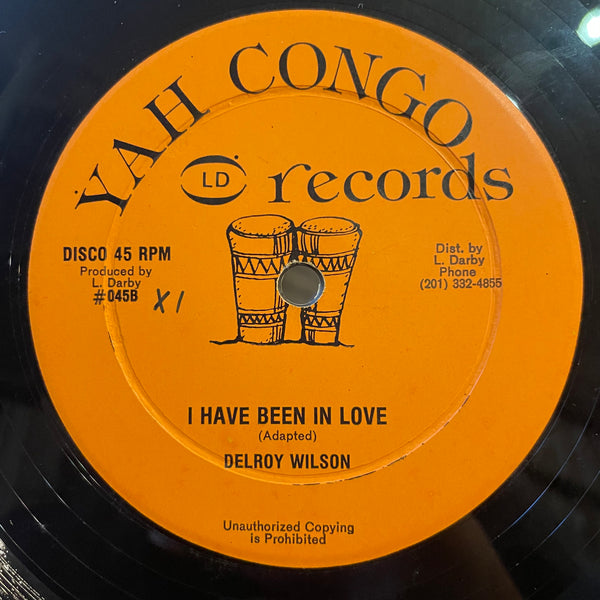 YAH CONGO
LD records
DISCO 45 RPM
Produced by
L. Darby
#045B X1
Dist. by
L. Darby
Phone
(201) 332-4855
I HAVE BEEN IN LOVE
(Adapted)
DELROY WILSON
Unauthorized Copying
is Prohibited